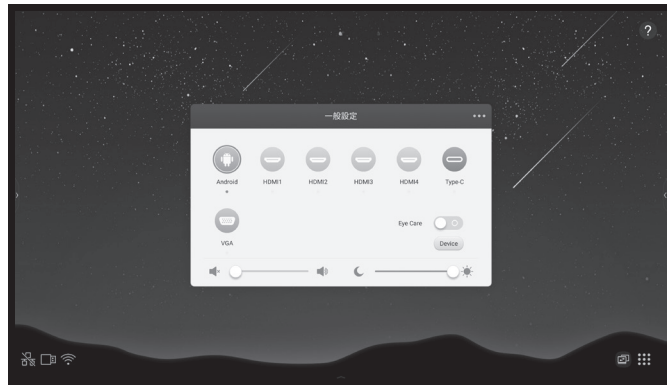 ?
一般設定
Android HDMI1 HDMI2 HDMI3 HDMI4 Type-C
VGA
Eye Care
Device